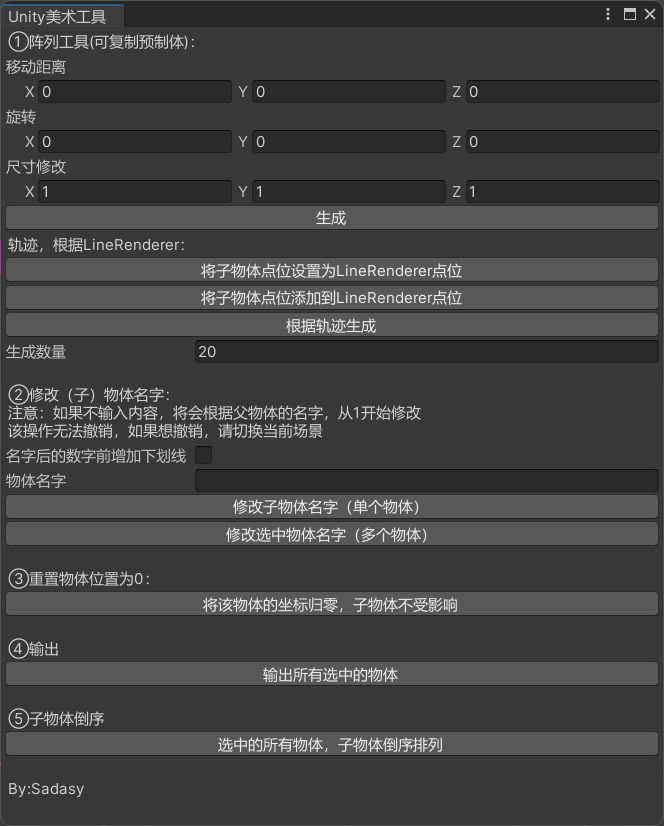 Unity美术工具
①阵列工具(可复制预制体)：
移动距离
X 0 Y 0 Z 0
旋转
X 0 Y 0 Z 0
尺寸修改
X 1 Y 1 Z 1
生成
轨迹，根据LineRenderer：
将子物体点位设置为LineRenderer点位
将子物体点位添加到LineRenderer点位
根据轨迹生成
生成数量 20
②修改（子）物体名字：
注意：如果不输入内容，将会根据父物体的名字，从1开始修改
该操作无法撤销，如果想撤销，请切换当前场景
名字后的数字前增加下划线
物体名字
修改子物体名字（单个物体）
修改选中物体名字（多个物体）
③重置物体位置为0：
将该物体的坐标归零，子物体不受影响
④输出
输出所有选中的物体
⑤子物体倒序
选中的所有物体，子物体倒序排列
By:Sadasy